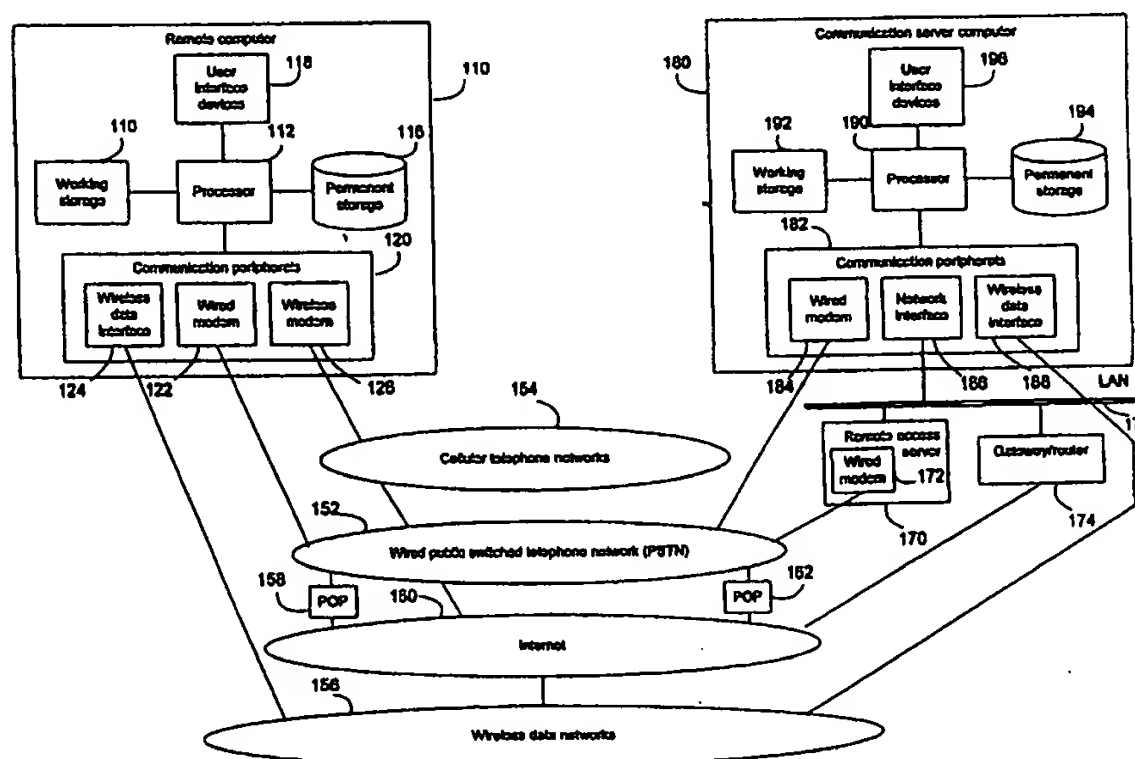 Remote computer
118
User
interface
devices
110
110
112
116
Working
storage
Processor
Permanent
storage
120
Communication peripherals
Wireless
data
interface
Wired
modem
Wireless
modem
124
122
126
Communication server computer
180
User
interface
devices
196
192
190
194
Working
storage
Processor
Permanent
storage
182
Communication peripherals
Wired
modem
Network
interface
Wireless
data
interface
184
186
188
LAN
154
Cellular telephone networks
Remote access
server
Wired
modem
172
170
Gateway/router
174
152
Wired public switched telephone network (PSTN)
158
POP
160
162
POP
Internet
156
Wireless data networks